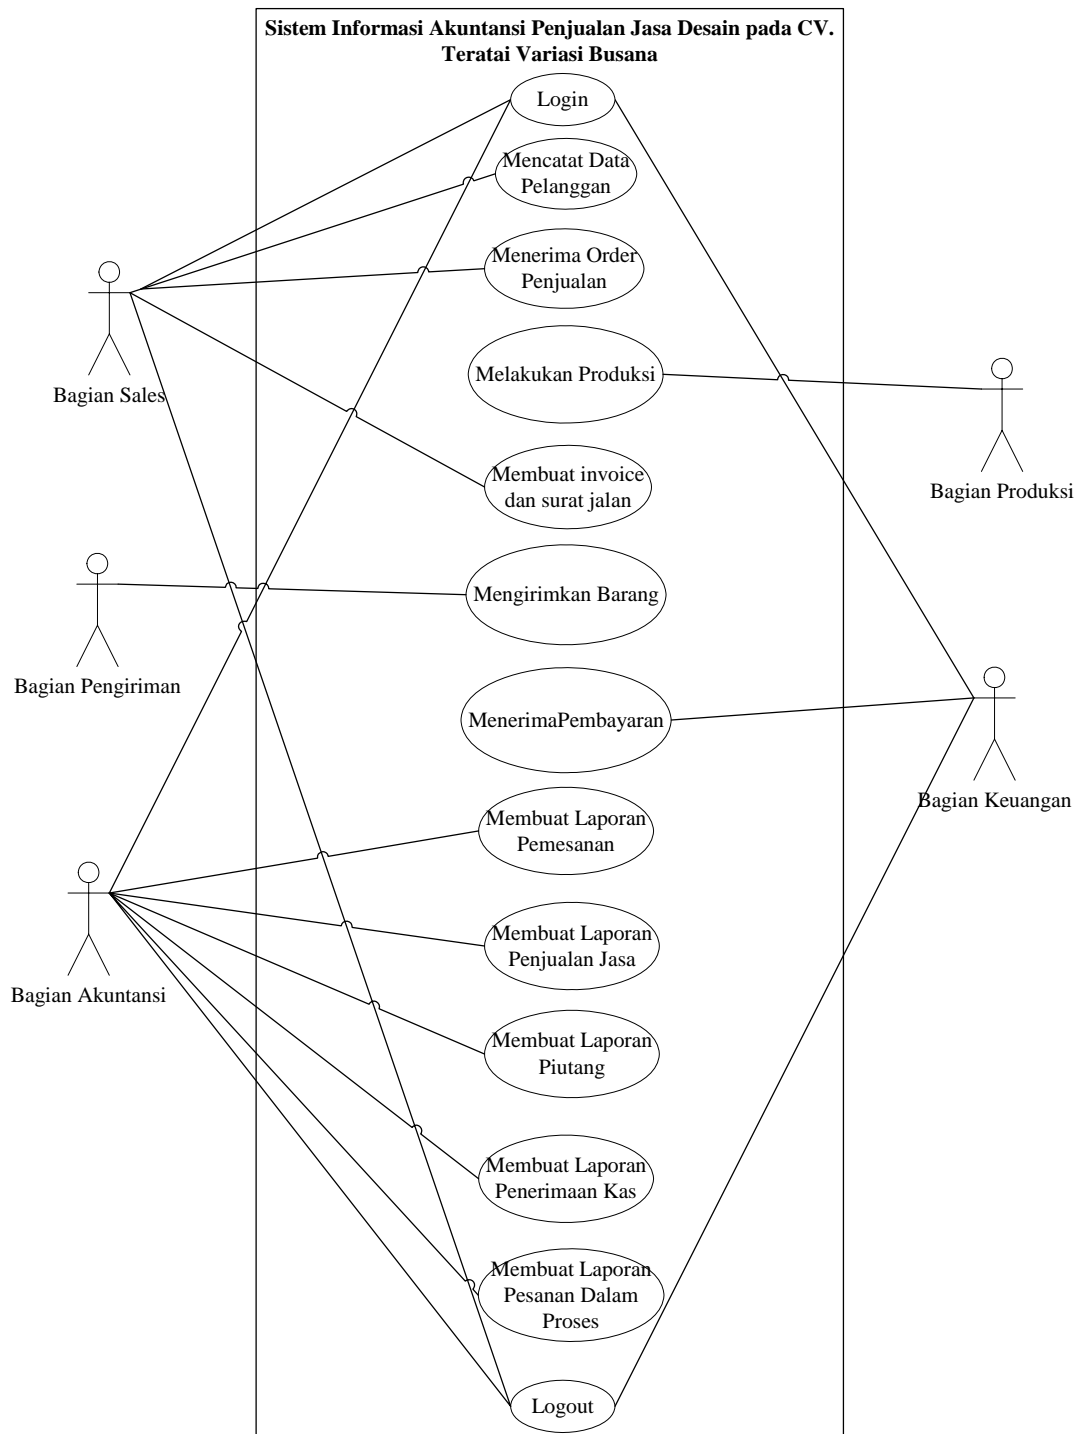 Sistem Informasi Akuntansi Penjualan Jasa Desain pada CV.
Teratai Variasi Busana
Login
Mencatat Data
Pelanggan
Menerima Order
Penjualan
Bagian Sales
Melakukan Produksi
Bagian Produksi
Membuat invoice
dan surat jalan
Mengirimkan Barang
Bagian Pengiriman
MenerimaPembayaran
Bagian Keuangan
Membuat Laporan
Pemesanan
Membuat Laporan
Penjualan Jasa
Bagian Akuntansi
Membuat Laporan
Piutang
Membuat Laporan
Penerimaan Kas
Membuat Laporan
Pesanan Dalam
Proses
Logout